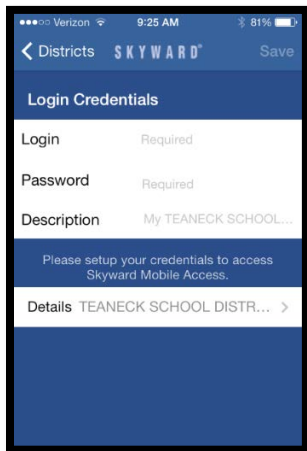 Verizon 9:25 AM 81%
Districts SKYWARD® Save
Login Credentials
Login Required
Password Required
Description My TEANECK SCHOOL...
Please setup your credentials to access
Skyward Mobile Access.
Details TEANECK SCHOOL DISTR...